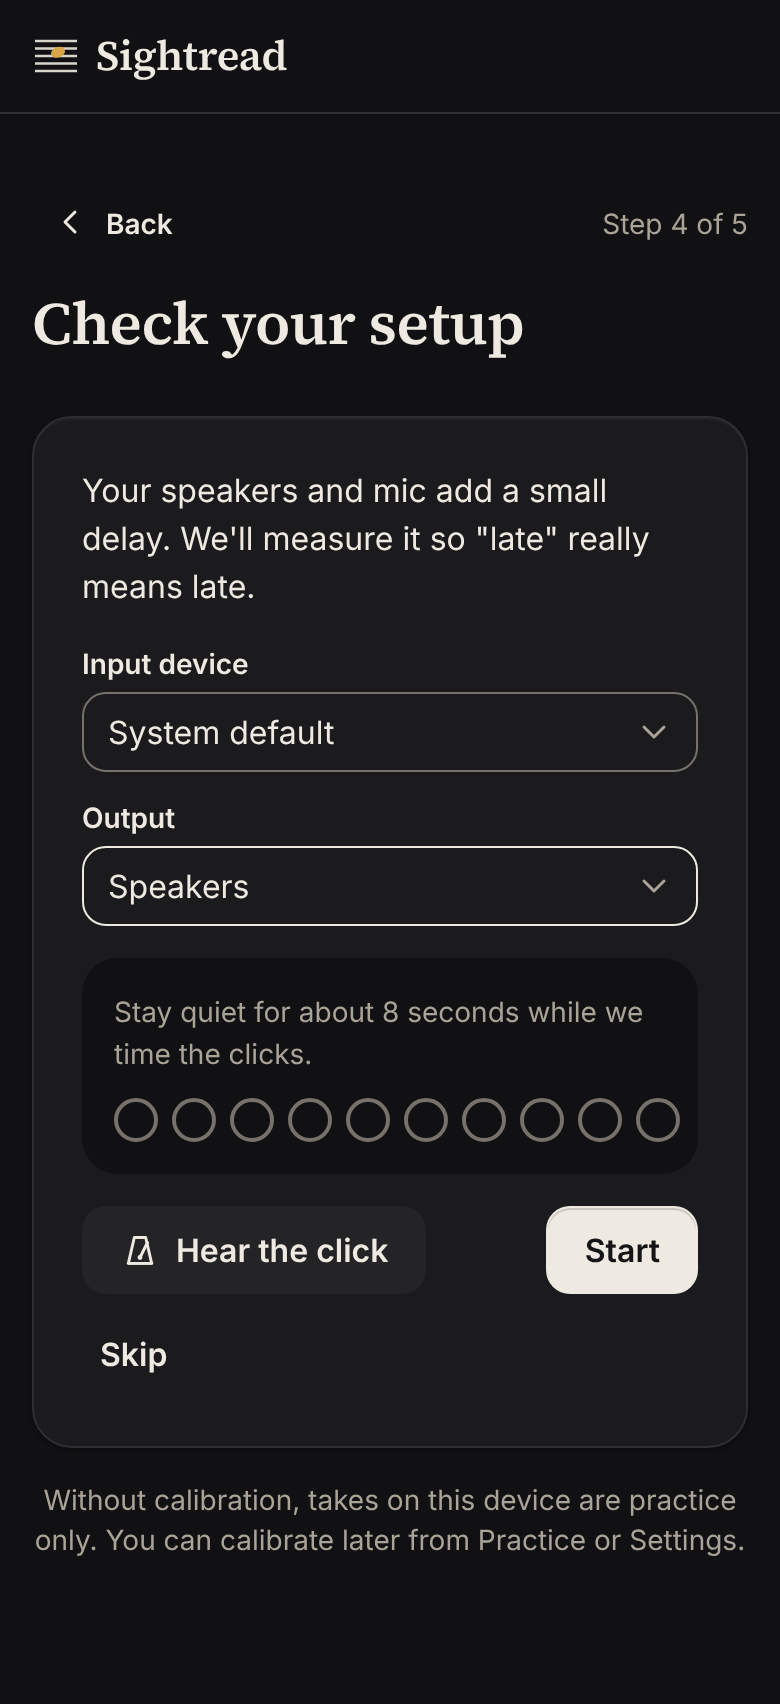 Sightread
Back
Step 4 of 5
Check your setup
Your speakers and mic add a small
delay. We'll measure it so "late" really
means late.
Input device
System default
Output
Speakers
Stay quiet for about 8 seconds while we
time the clicks.
Hear the click
Start
Skip
Without calibration, takes on this device are practice
only. You can calibrate later from Practice or Settings.